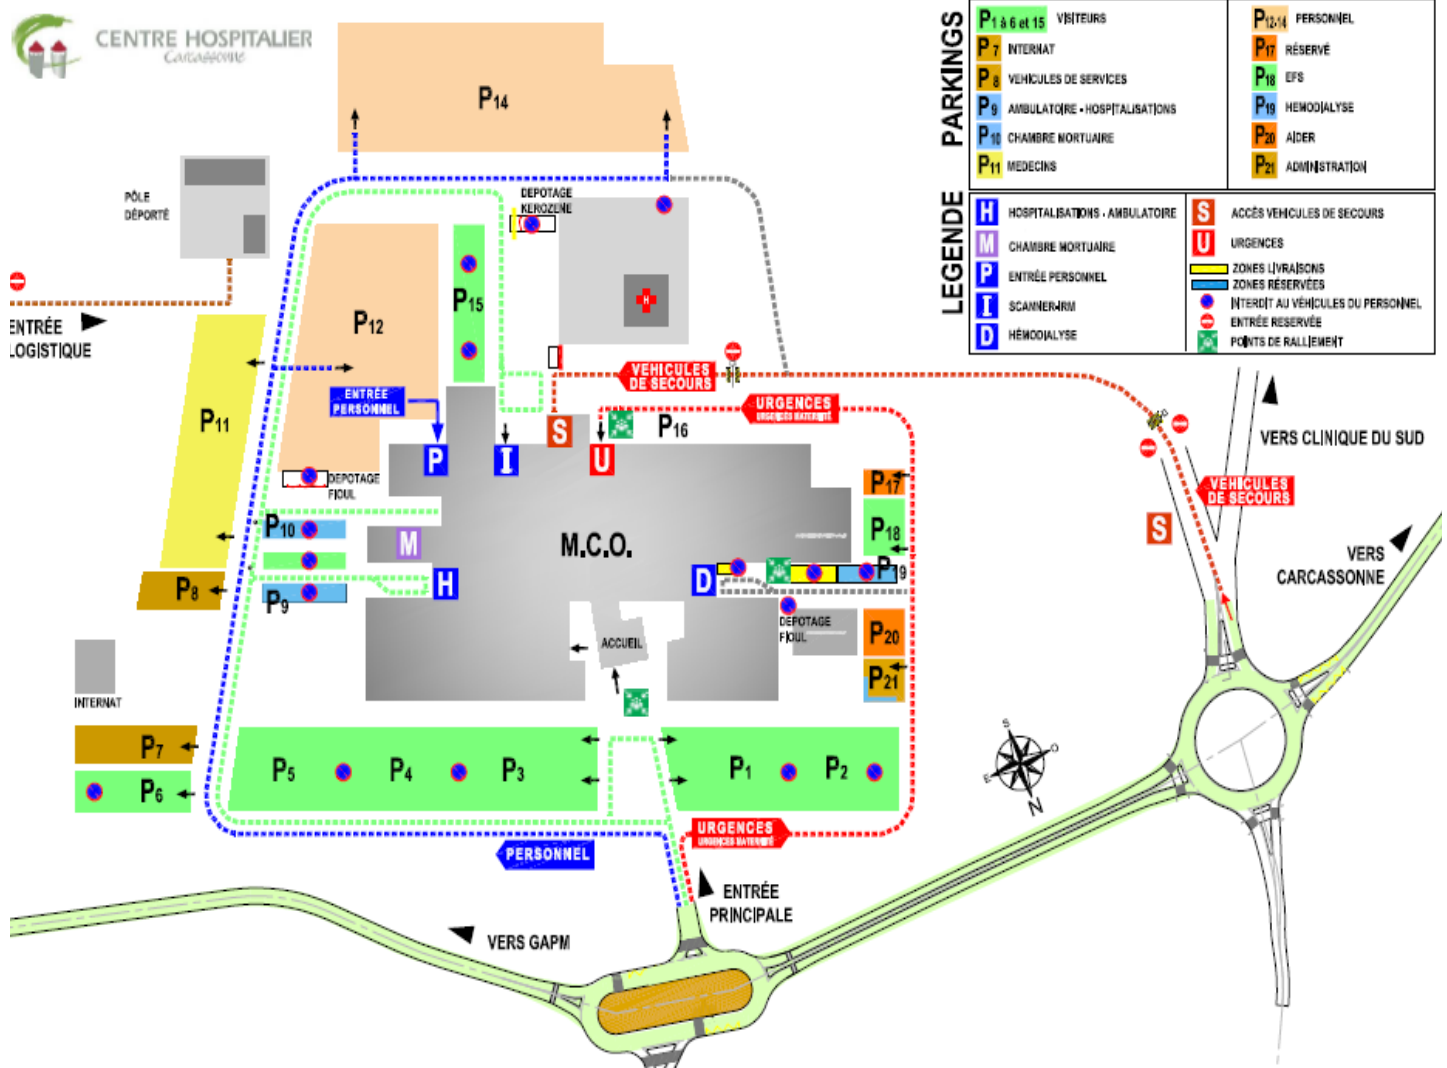 CENTRE HOSPITALIER
Carcassonne
PARKINGS
P1 à 6 et 15 VISITEURS
P7 INTERNAT
P8 VEHICULES DE SERVICES
P9 AMBULATOIRE - HOSPITALISATIONS
P10 CHAMBRE MORTUAIRE
P11 MEDECINS
P12-14 PERSONNEL
P17 RÉSERVÉ
P18 EFS
P19 HEMODIALYSE
P20 AIDER
P21 ADMINISTRATION
LEGENDE
H HOSPITALISATIONS - AMBULATOIRE
M CHAMBRE MORTUAIRE
P ENTRÉE PERSONNEL
I SCANNER-IRM
D HÉMODIALYSE
S ACCÈS VEHICULES DE SECOURS
U URGENCES
ZONES LIVRAISONS
ZONES RÉSERVÉES
INTERDIT AU VÉHICULES DU PERSONNEL
ENTRÉE RESERVÉE
POINTS DE RALLIEMENT
P14
PÔLE
DÉPORTÉ
DEPOTAGE
KEROZENE
P15
P12
H
ENTRÉE
LOGISTIQUE
VEHICULES
DE SECOURS
ENTRÉE
PERSONNEL
URGENCES
URGENCES MATERNITÉ
P11
P16
S
P
I
U
VERS CLINIQUE DU SUD
DEPOTAGE
FIOUL
P17
VEHICULES
DE SECOURS
P10
M
M.C.O.
P18
S
VERS
CARCASSONNE
P8
P9
H
D
P19
DEPOTAGE
FIOUL
P20
ACCUEIL
P21
INTERNAT
P7
P6
P5
P4
P3
P1
P2
S
O
E
N
URGENCES
URGENCES MATERNITÉ
PERSONNEL
ENTRÉE
PRINCIPALE
VERS GAPM